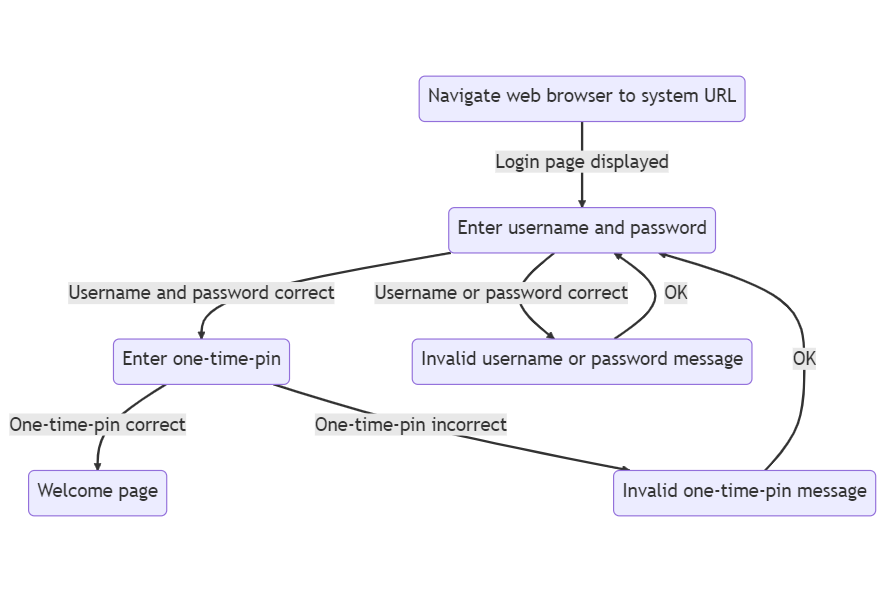 Navigate web browser to system URL
Login page displayed
Enter username and password
Username and password correct
Username or password correct
OK
Enter one-time-pin
Invalid username or password message
OK
One-time-pin correct
One-time-pin incorrect
Welcome page
Invalid one-time-pin message